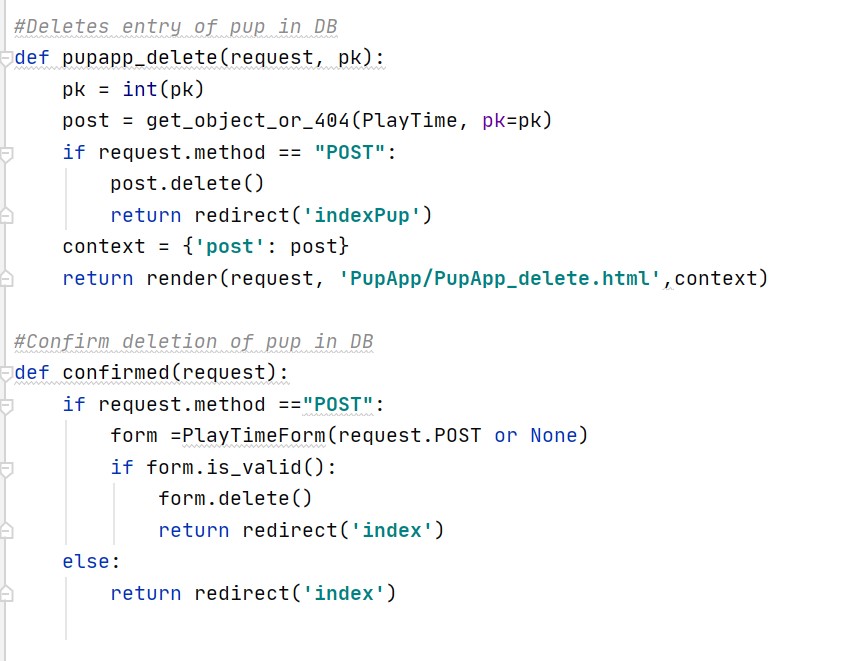 #Deletes entry of pup in DB
def pupapp_delete(request, pk):
    pk = int(pk)
    post = get_object_or_404(PlayTime, pk=pk)
    if request.method == "POST":
        post.delete()
        return redirect('indexPup')
    context = {'post': post}
    return render(request, 'PupApp/PupApp_delete.html',context)

#Confirm deletion of pup in DB
def confirmed(request):
    if request.method =="POST":
        form =PlayTimeForm(request.POST or None)
        if form.is_valid():
            form.delete()
            return redirect('index')
    else:
        return redirect('index')